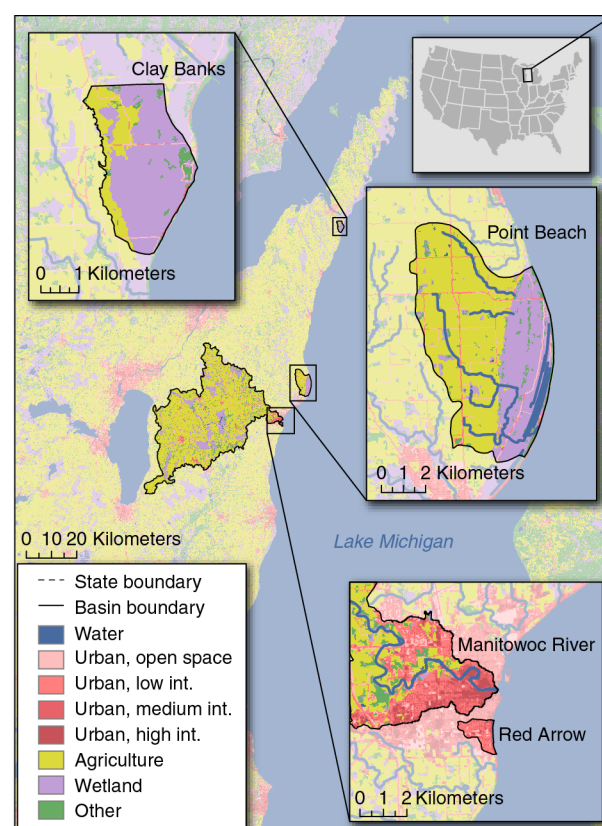 Clay Banks
0 1 Kilometers
Point Beach
0 1 2 Kilometers
0 10 20 Kilometers
Lake Michigan
State boundary
Basin boundary
Water
Urban, open space
Urban, low int.
Urban, medium int.
Urban, high int.
Agriculture
Wetland
Other
Manitowoc River
Red Arrow
0 1 2 Kilometers